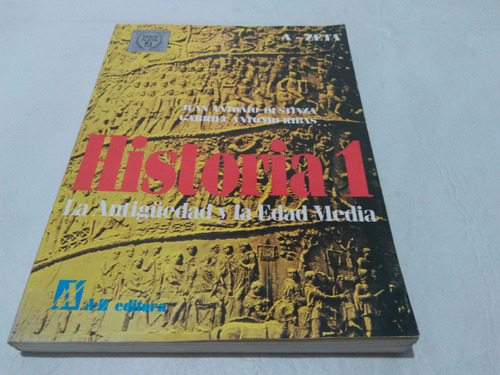 A - ZETA
JUAN ANTONIO BUSTINZA
GABRIEL ANTONIO RIBAS
Historia 1
La Antigüedad y la Edad Media
A-Z editora